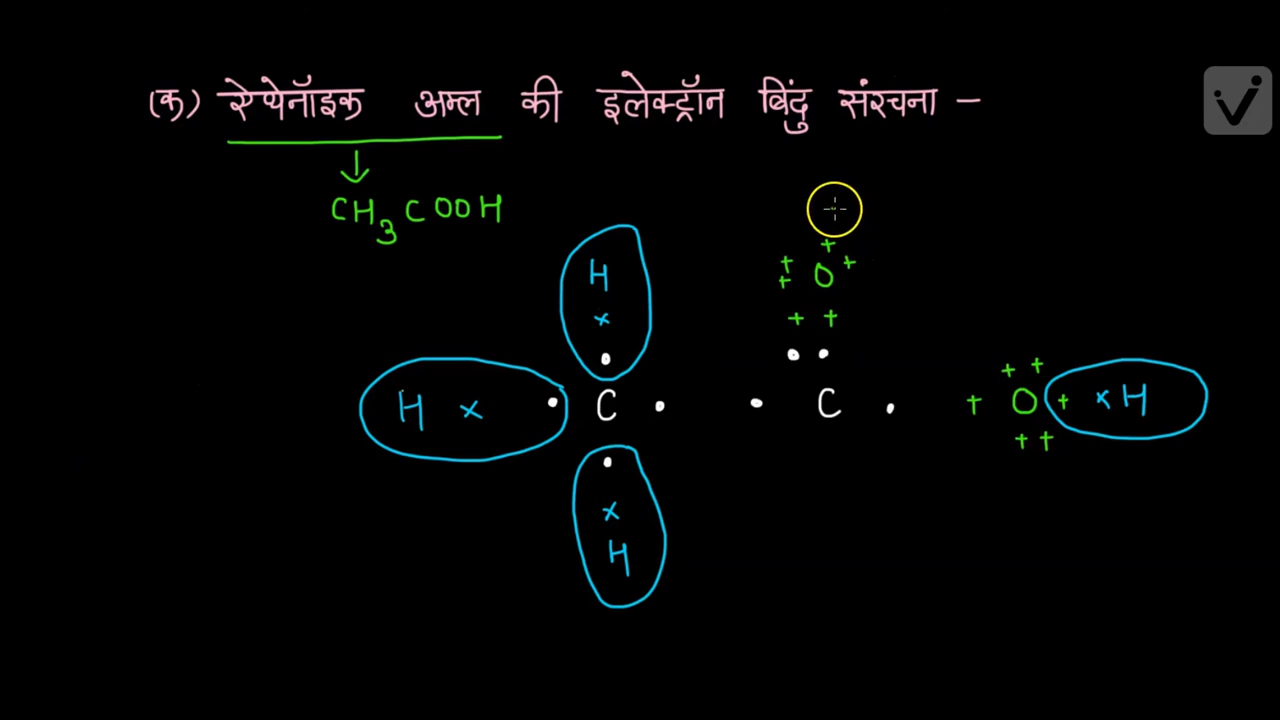 (क) एथेनॉइक अम्ल की इलेक्ट्रॉन बिंदु संरचना -
CH3COOH
H
x
+ + O + +
+ +
H x C C + O + x H
+ +
+ +
x
H